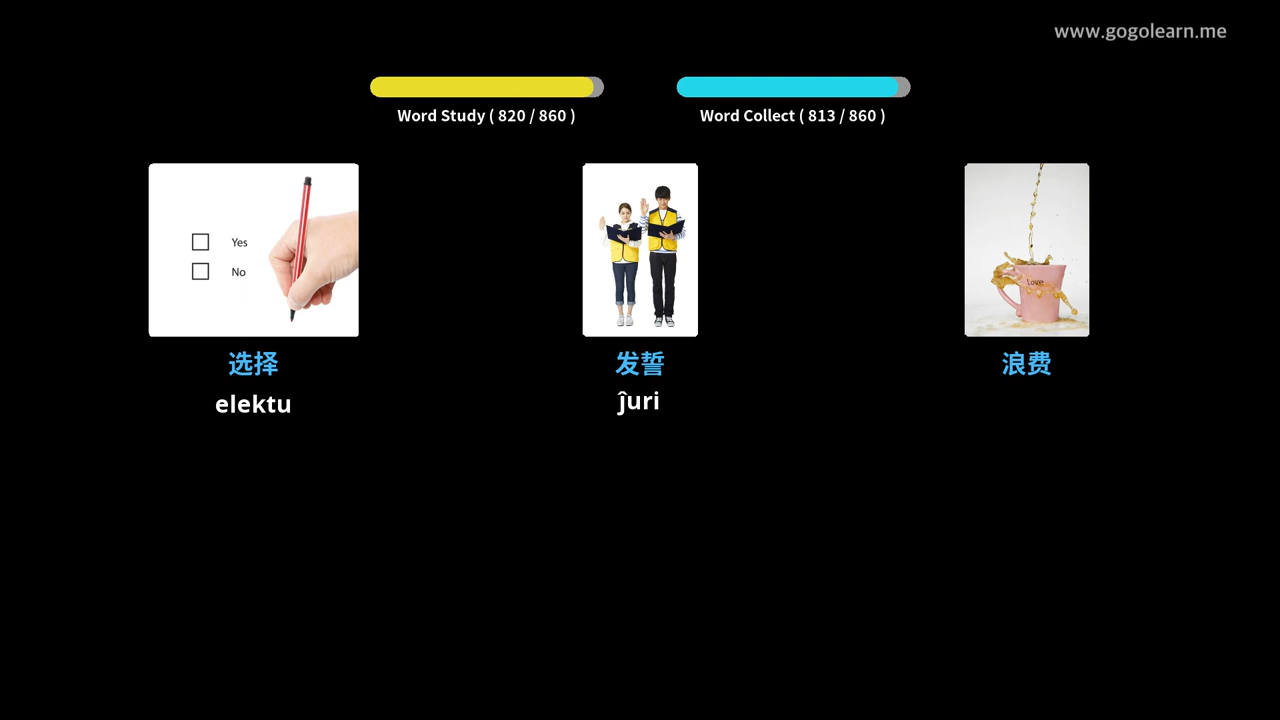 www.gogolearn.me
Word Study ( 820 / 860 )
Word Collect ( 813 / 860 )
Yes
No
Love
选择
发誓
浪费
elektu
ĵuri